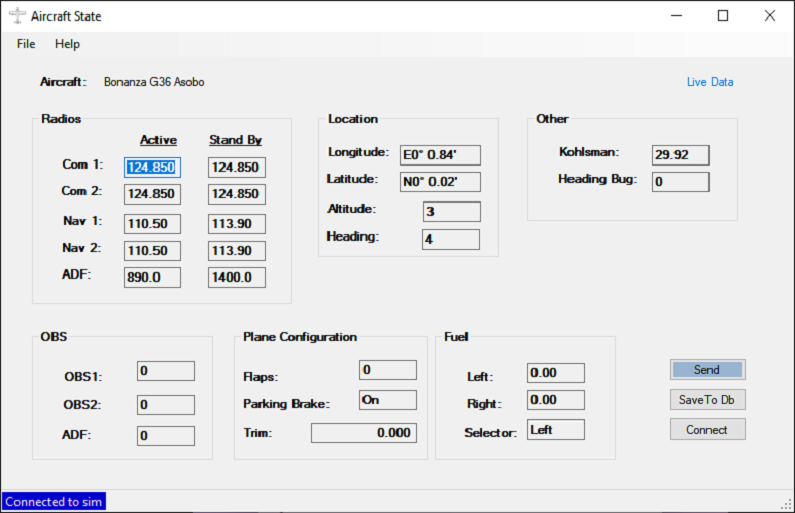 Aircraft State
File Help
Aircraft: Bonanza G36 Asobo Live Data
Radios
Active Stand By
Com 1: 124.850 124.850
Com 2: 124.850 124.850
Nav 1: 110.50 113.90
Nav 2: 110.50 113.90
ADF: 890.0 1400.0
Location
Longitude: E0° 0.84'
Latitude: N0° 0.02'
Altitude: 3
Heading: 4
Other
Kohlsman: 29.92
Heading Bug: 0
OBS
OBS1: 0
OBS2: 0
ADF: 0
Plane Configuration
Flaps: 0
Parking Brake: On
Trim: 0.000
Fuel
Left: 0.00
Right: 0.00
Selector: Left
Send
SaveTo Db
Connect
Connected to sim